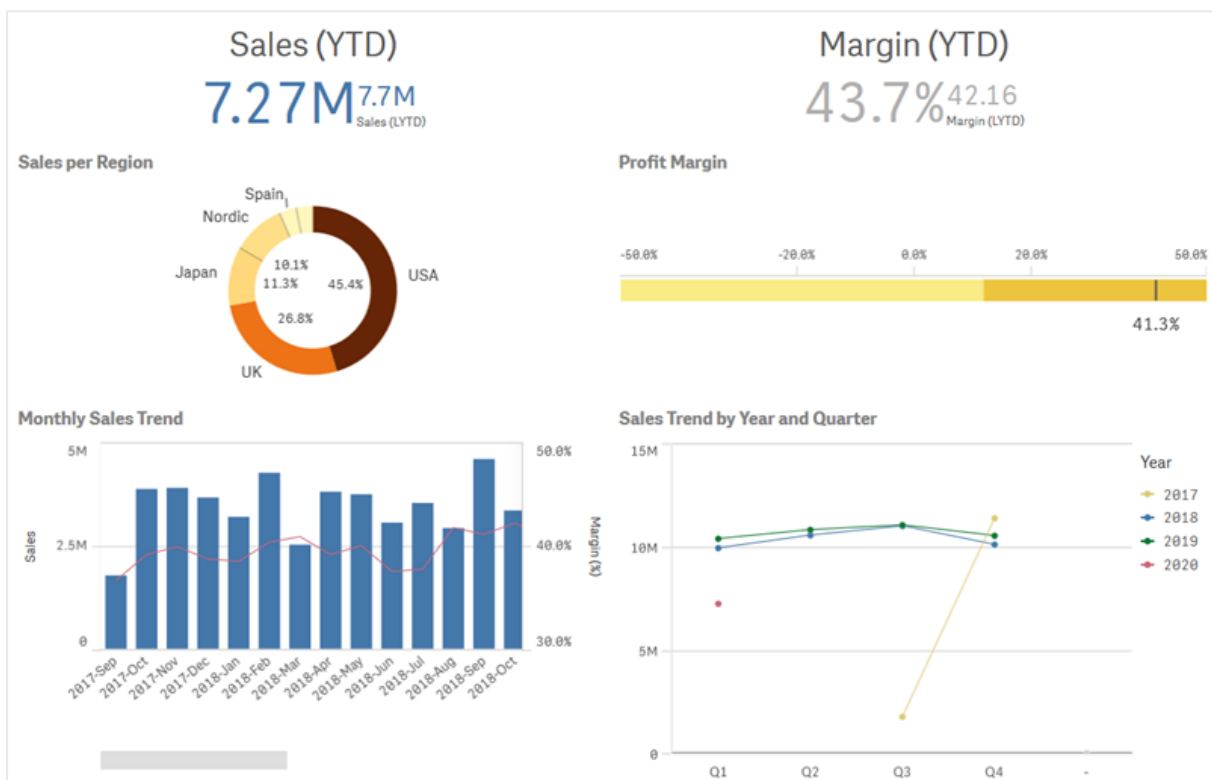 Sales (YTD)
7.27M 7.7M
Sales (LYTD)
Margin (YTD)
43.7% 42.16
Margin (LYTD)
Sales per Region
Spain
Nordic
Japan
USA
UK
10.1%
11.3%
45.4%
26.8%
Profit Margin
-50.0% -20.0% 0.0% 20.0% 50.0%
41.3%
Monthly Sales Trend
5M
2.5M
0
Sales
50.0%
40.0%
30.0%
Margin (%)
2017-Sep
2017-Oct
2017-Nov
2017-Dec
2018-Jan
2018-Feb
2018-Mar
2018-Apr
2018-May
2018-Jun
2018-Jul
2018-Aug
2018-Sep
2018-Oct
Sales Trend by Year and Quarter
15M
10M
5M
0
Q1 Q2 Q3 Q4 -
Year
2017
2018
2019
2020